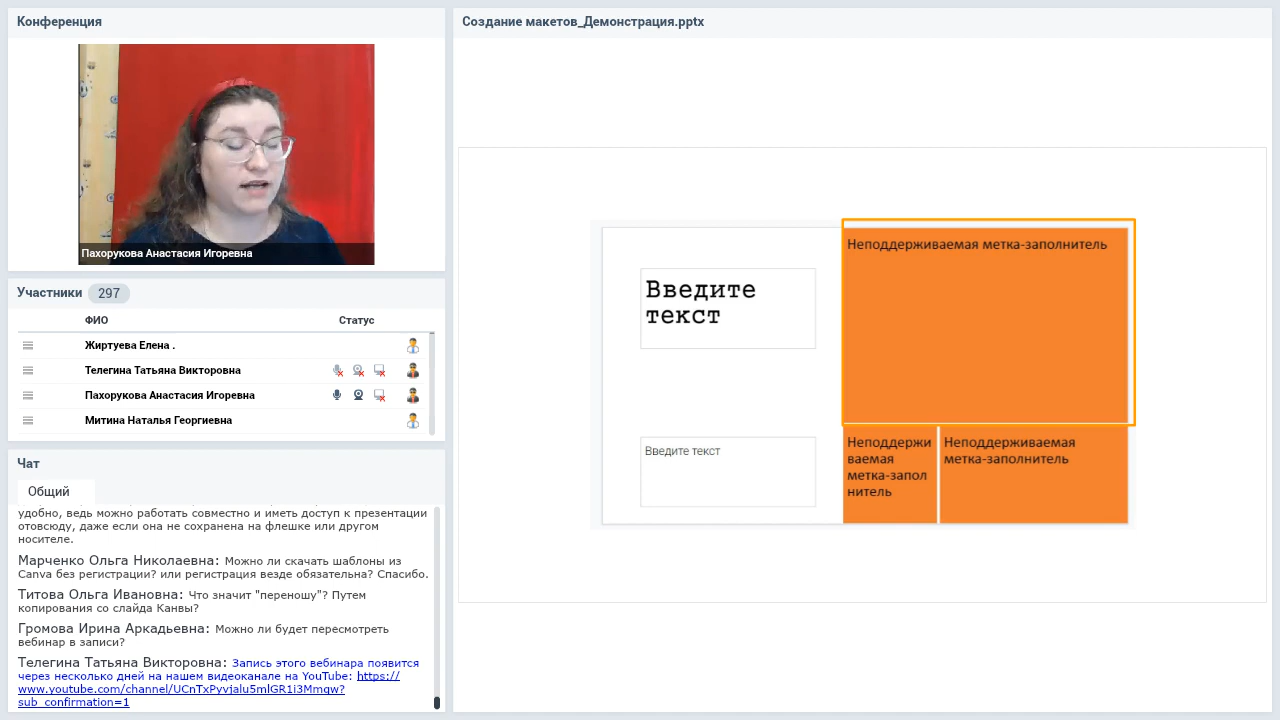 Конференция
Пахорукова Анастасия Игоревна
Участники 297
ФИО Статус
Жиртуева Елена .
Телегина Татьяна Викторовна
Пахорукова Анастасия Игоревна
Митина Наталья Георгиевна
Чат
Общий
удобно, ведь можно работать совместно и иметь доступ к презентации
отовсюду, даже если она не сохранена на флешке или другом
носителе.
Марченко Ольга Николаевна: Можно ли скачать шаблоны из
Canva без регистрации? или регистрация везде обязательна? Спасибо.
Титова Ольга Ивановна: Что значит "переношу"? Путем
копирования со слайда Канвы?
Громова Ирина Аркадьевна: Можно ли будет пересмотреть
вебинар в записи?
Телегина Татьяна Викторовна: Запись этого вебинара появится
через несколько дней на нашем видеоканале на YouTube: https://
www.youtube.com/channel/UCnTxPyvjalu5mlGR1i3Mmqw?
sub_confirmation=1
Создание макетов_Демонстрация.pptx
Введите
текст
Введите текст
Неподдерживаемая метка-заполнитель
Неподдержи
ваемая
метка-запол
нитель
Неподдерживаемая
метка-заполнитель